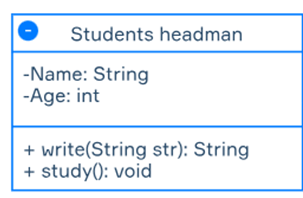 Students headman
-Name: String
-Age: int
+ write(String str): String
+ study(): void